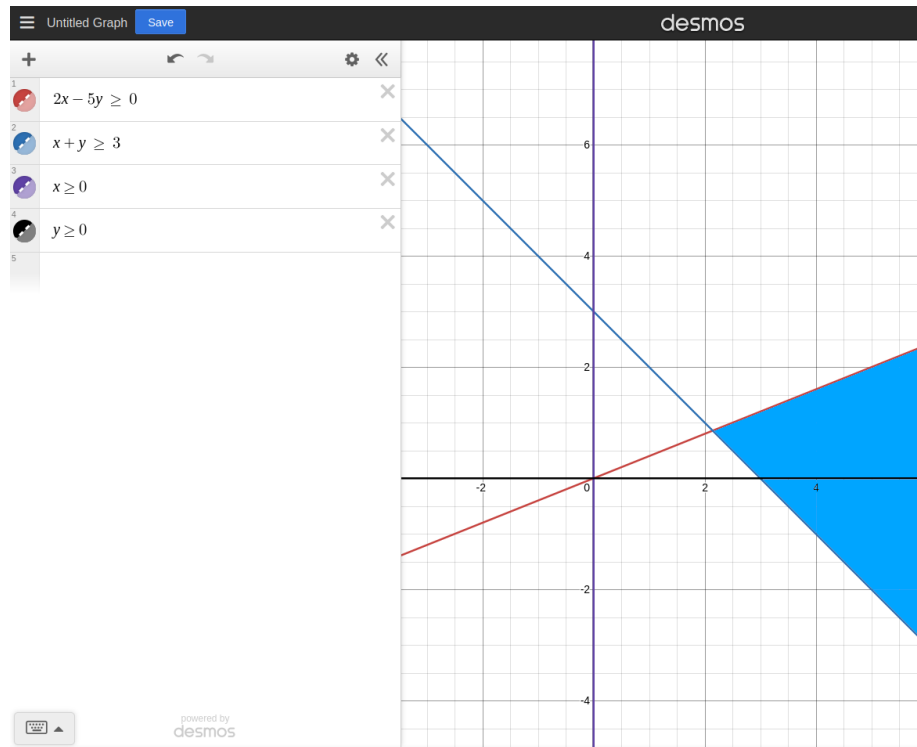 Untitled Graph Save desmos
1
2x − 5y ≥ 0
2
x + y ≥ 3
3
x ≥ 0
4
y ≥ 0
5
6
4
2
-2 0 2 4
-2
-4
powered by
desmos